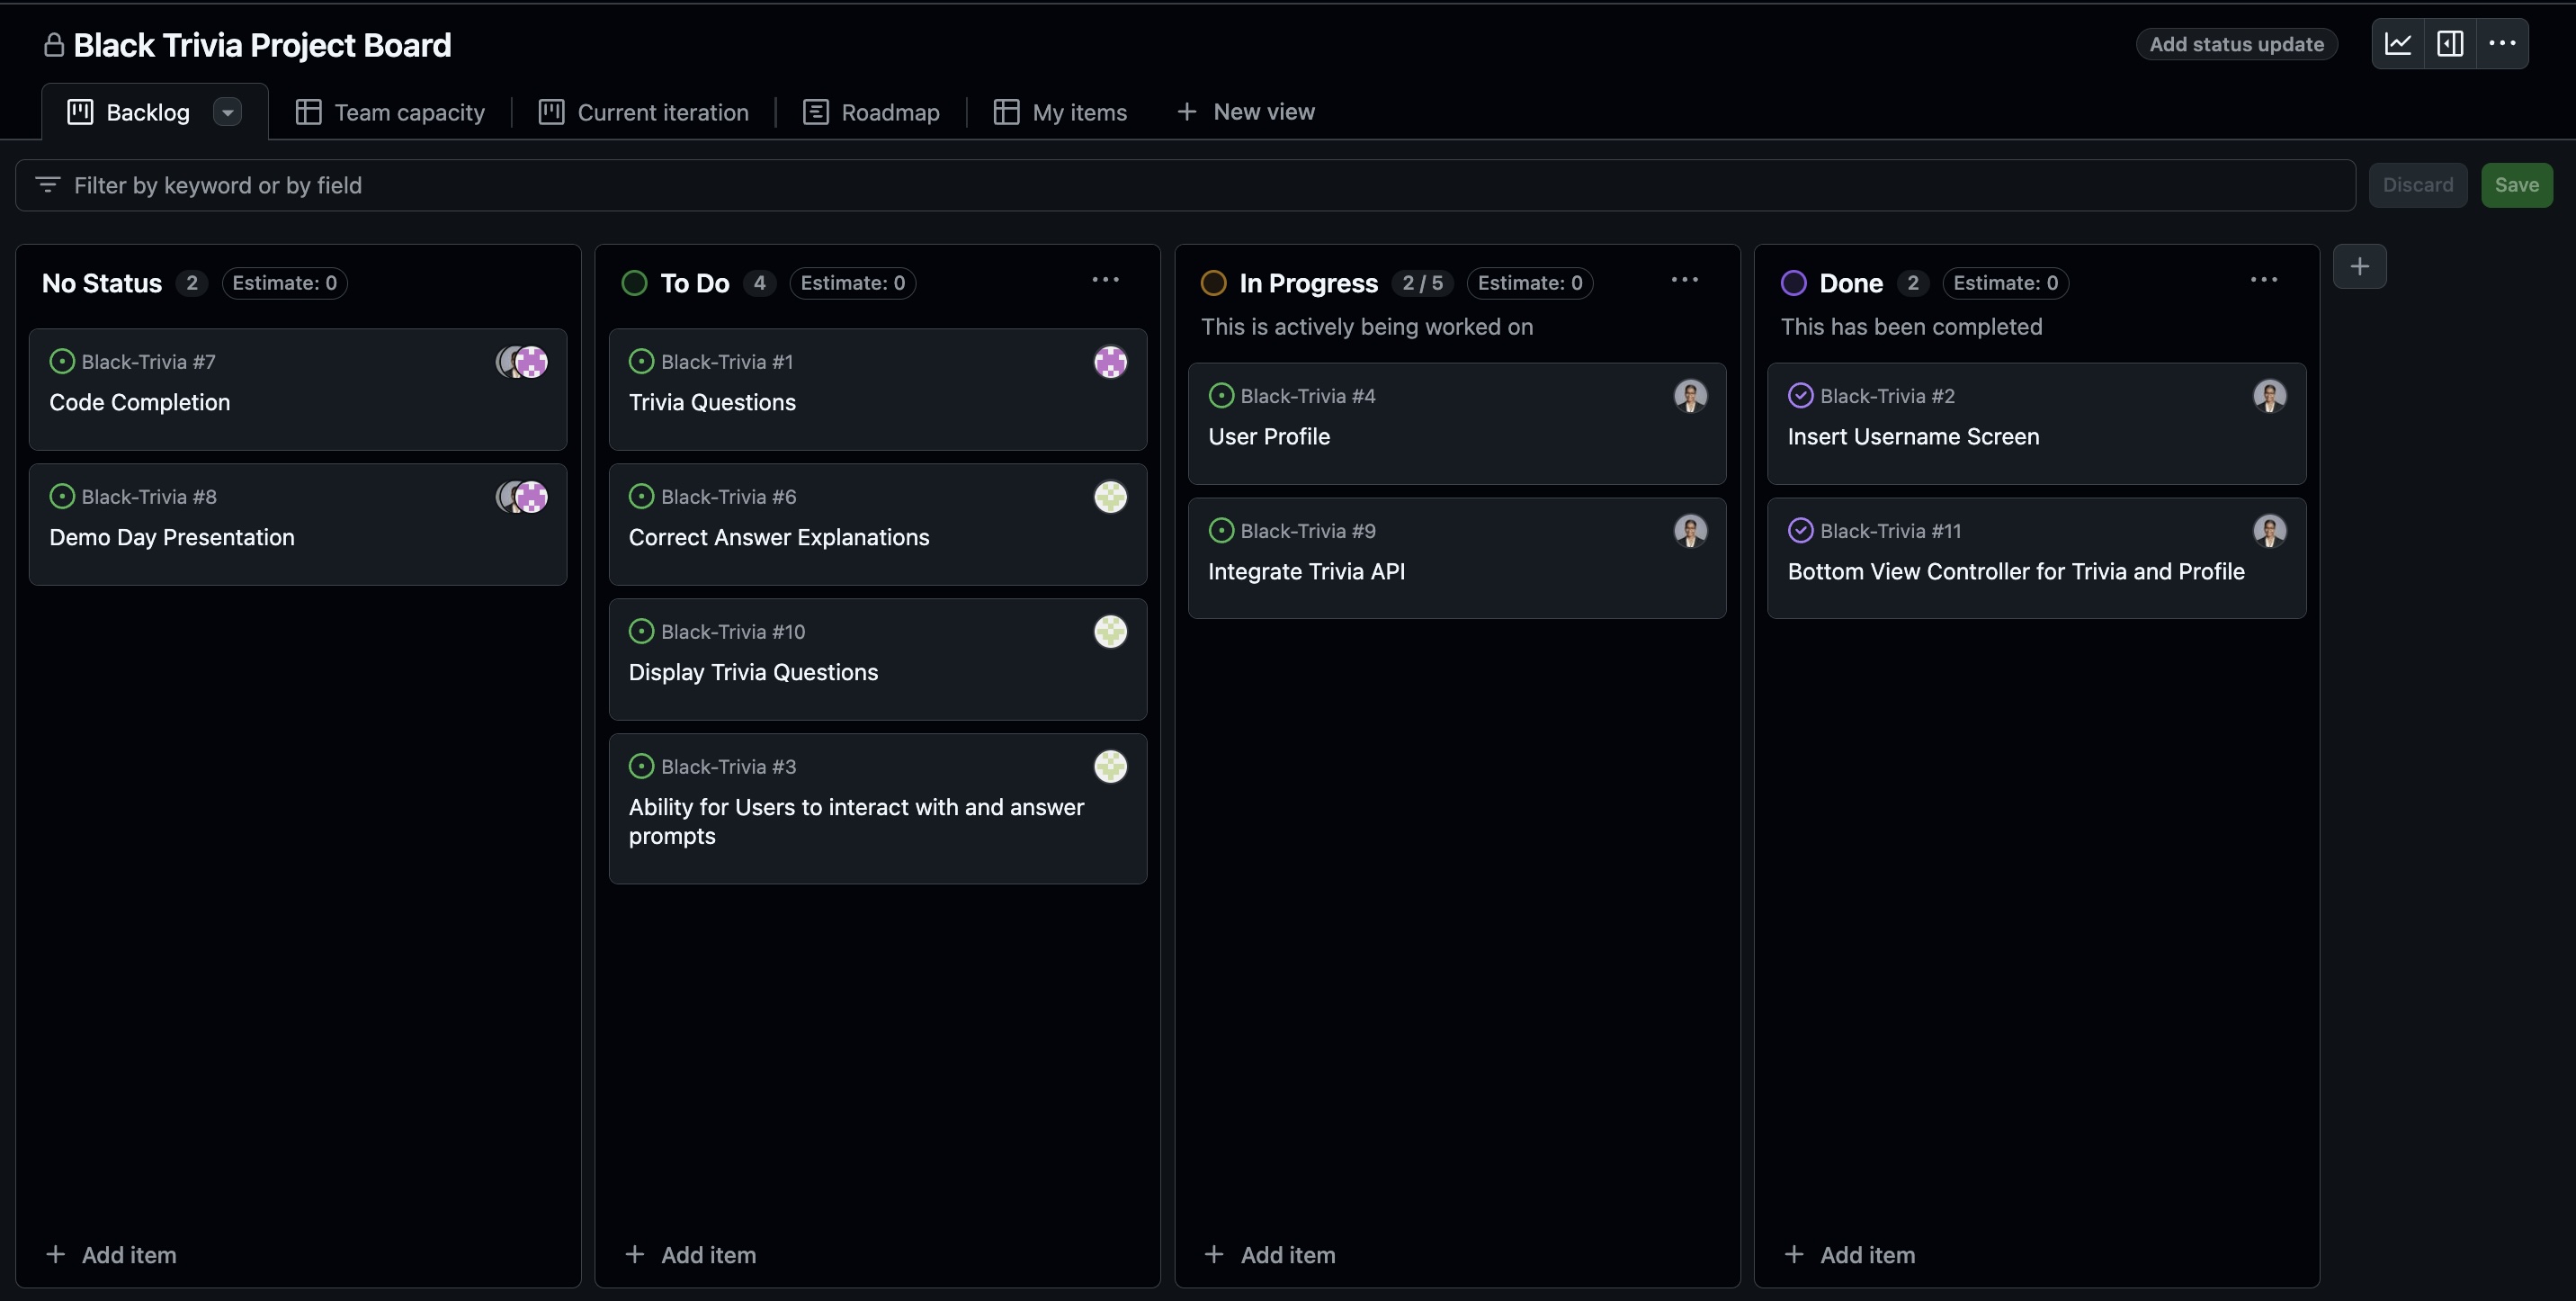 Black Trivia Project Board
Add status update
Backlog
Team capacity
Current iteration
Roadmap
My items
New view
Filter by keyword or by field
Discard
Save
No Status 2 Estimate: 0
Black-Trivia #7
Code Completion
Black-Trivia #8
Demo Day Presentation
Add item
To Do 4 Estimate: 0
Black-Trivia #1
Trivia Questions
Black-Trivia #6
Correct Answer Explanations
Black-Trivia #10
Display Trivia Questions
Black-Trivia #3
Ability for Users to interact with and answer
prompts
Add item
In Progress 2 / 5 Estimate: 0
This is actively being worked on
Black-Trivia #4
User Profile
Black-Trivia #9
Integrate Trivia API
Add item
Done 2 Estimate: 0
This has been completed
Black-Trivia #2
Insert Username Screen
Black-Trivia #11
Bottom View Controller for Trivia and Profile
Add item